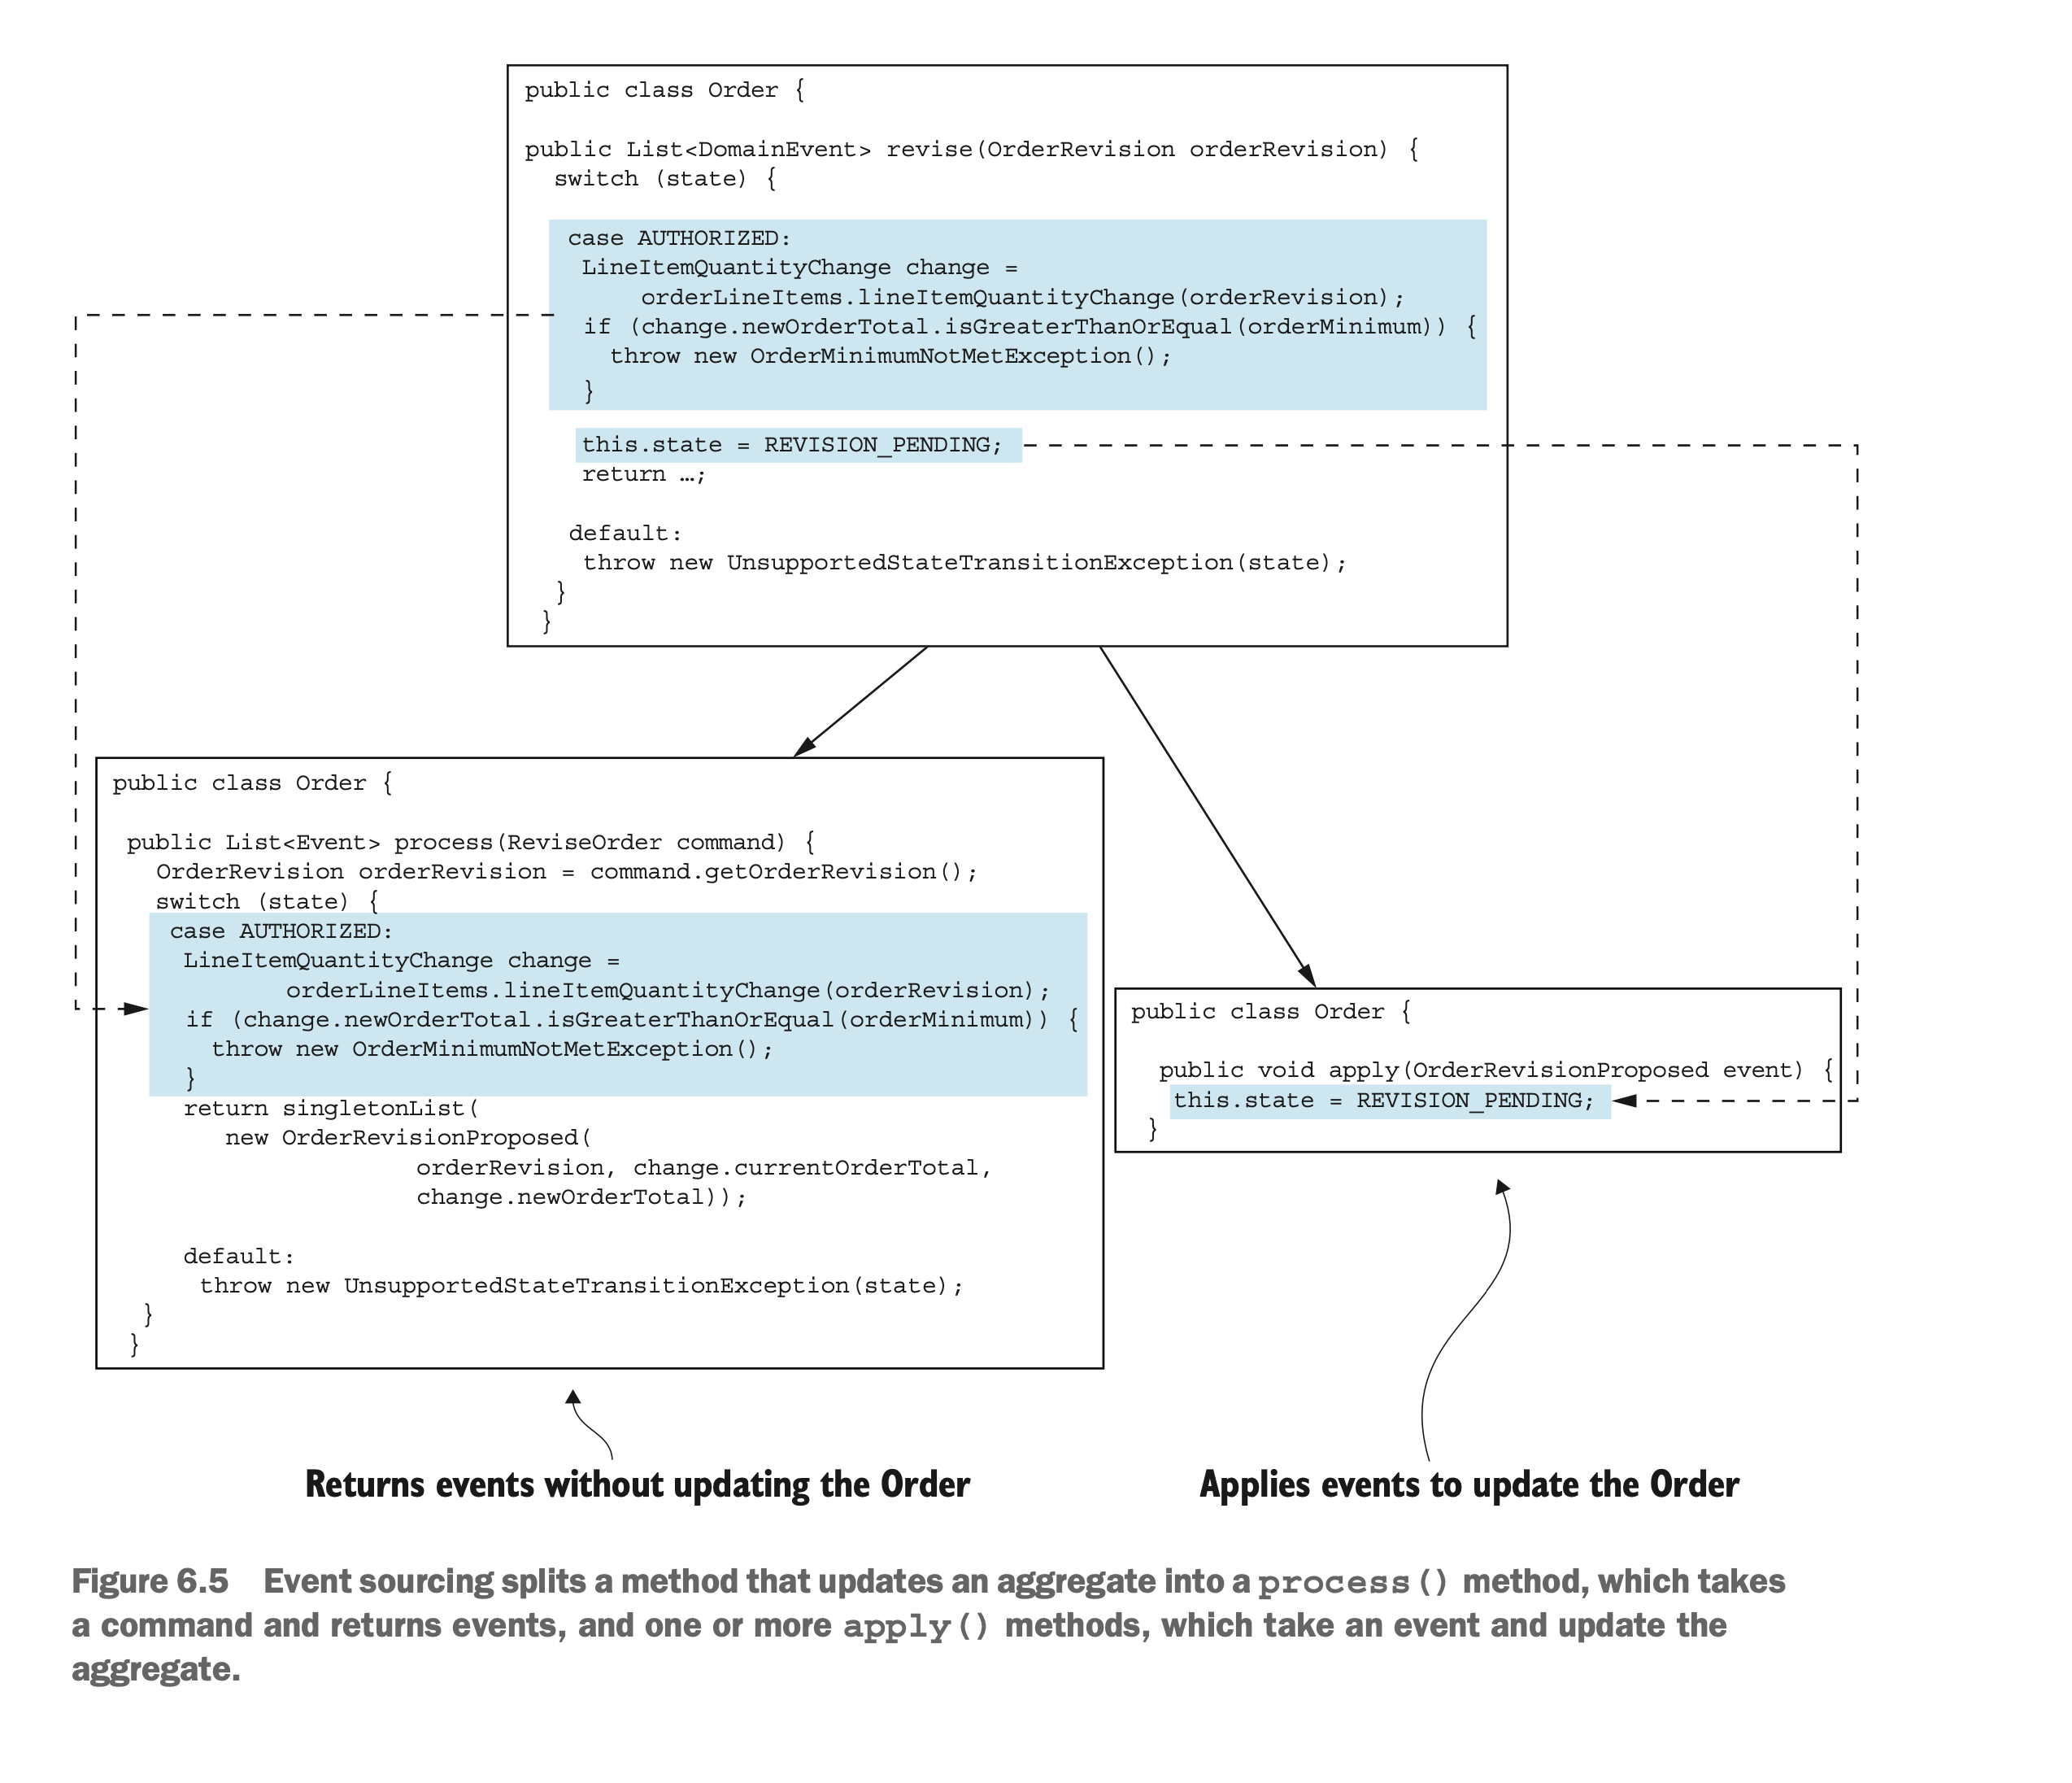 public class Order {
public List<DomainEvent> revise(OrderRevision orderRevision) {
switch (state) {
case AUTHORIZED:
LineItemQuantityChange change =
orderLineItems.lineItemQuantityChange(orderRevision);
if (change.newOrderTotal.isGreaterThanOrEqual(orderMinimum)) {
throw new OrderMinimumNotMetException();
}
this.state = REVISION_PENDING;
return …;
default:
throw new UnsupportedStateTransitionException(state);
}
}
public class Order {
public List<Event> process(ReviseOrder command) {
OrderRevision orderRevision = command.getOrderRevision();
switch (state) {
case AUTHORIZED:
LineItemQuantityChange change =
orderLineItems.lineItemQuantityChange(orderRevision);
if (change.newOrderTotal.isGreaterThanOrEqual(orderMinimum)) {
throw new OrderMinimumNotMetException();
}
return singletonList(
new OrderRevisionProposed(
orderRevision, change.currentOrderTotal,
change.newOrderTotal));
default:
throw new UnsupportedStateTransitionException(state);
}
}
public class Order {
public void apply(OrderRevisionProposed event) {
this.state = REVISION_PENDING;
}
Returns events without updating the Order
Applies events to update the Order
Figure 6.5 Event sourcing splits a method that updates an aggregate into a process() method, which takes
a command and returns events, and one or more apply() methods, which take an event and update the
aggregate.